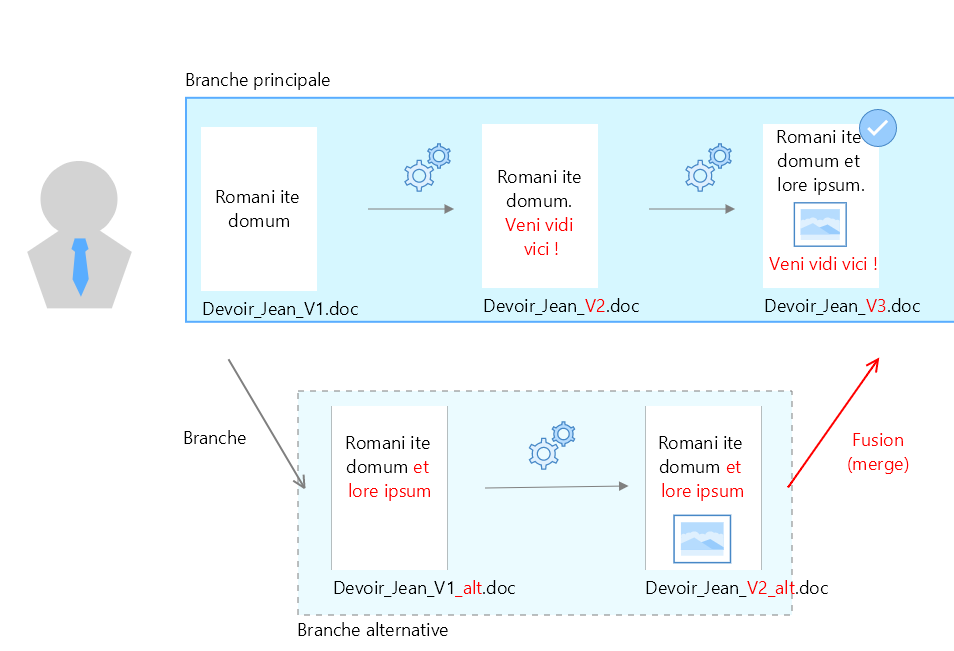 Branche principale
Romani ite
domum
Devoir_Jean_V1.doc
Romani ite
domum.
Veni vidi
vici !
Devoir_Jean_V2.doc
Romani ite
domum et
lore ipsum.
Veni vidi vici !
Devoir_Jean_V3.doc
Branche
Romani ite
domum et
lore ipsum
Devoir_Jean_V1_alt.doc
Romani ite
domum et
lore ipsum
Devoir_Jean_V2_alt.doc
Fusion
(merge)
Branche alternative